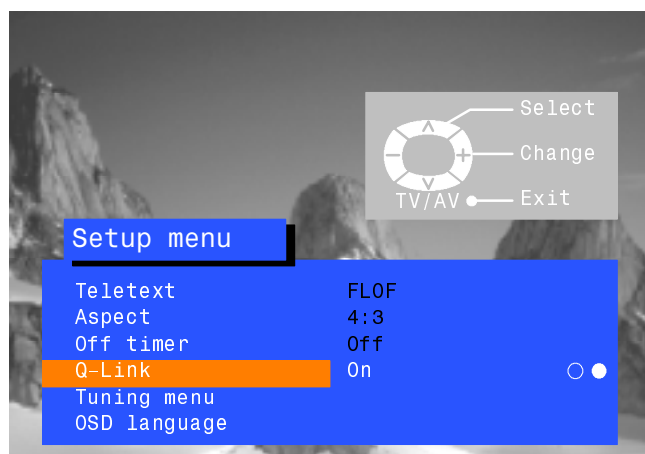 Select
Change
TV/AV Exit
Setup menu
Teletext FLOF
Aspect 4:3
Off timer Off
Q-Link On
Tuning menu
OSD language